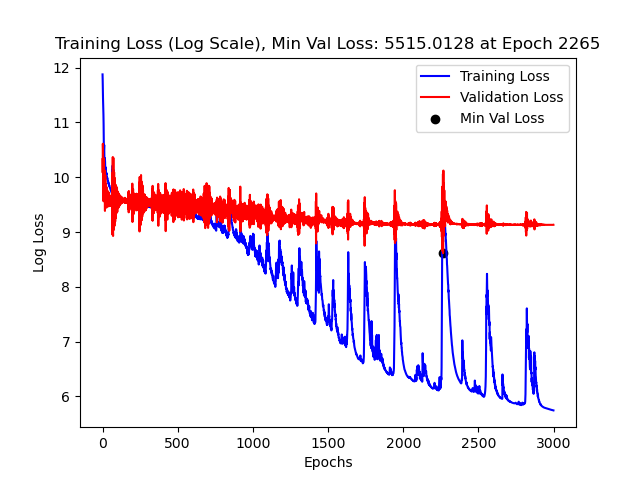 Training Loss (Log Scale), Min Val Loss: 5515.0128 at Epoch 2265
Training Loss
Validation Loss
Min Val Loss
12
11
10
9
8
7
6
Log Loss
0 500 1000 1500 2000 2500 3000
Epochs